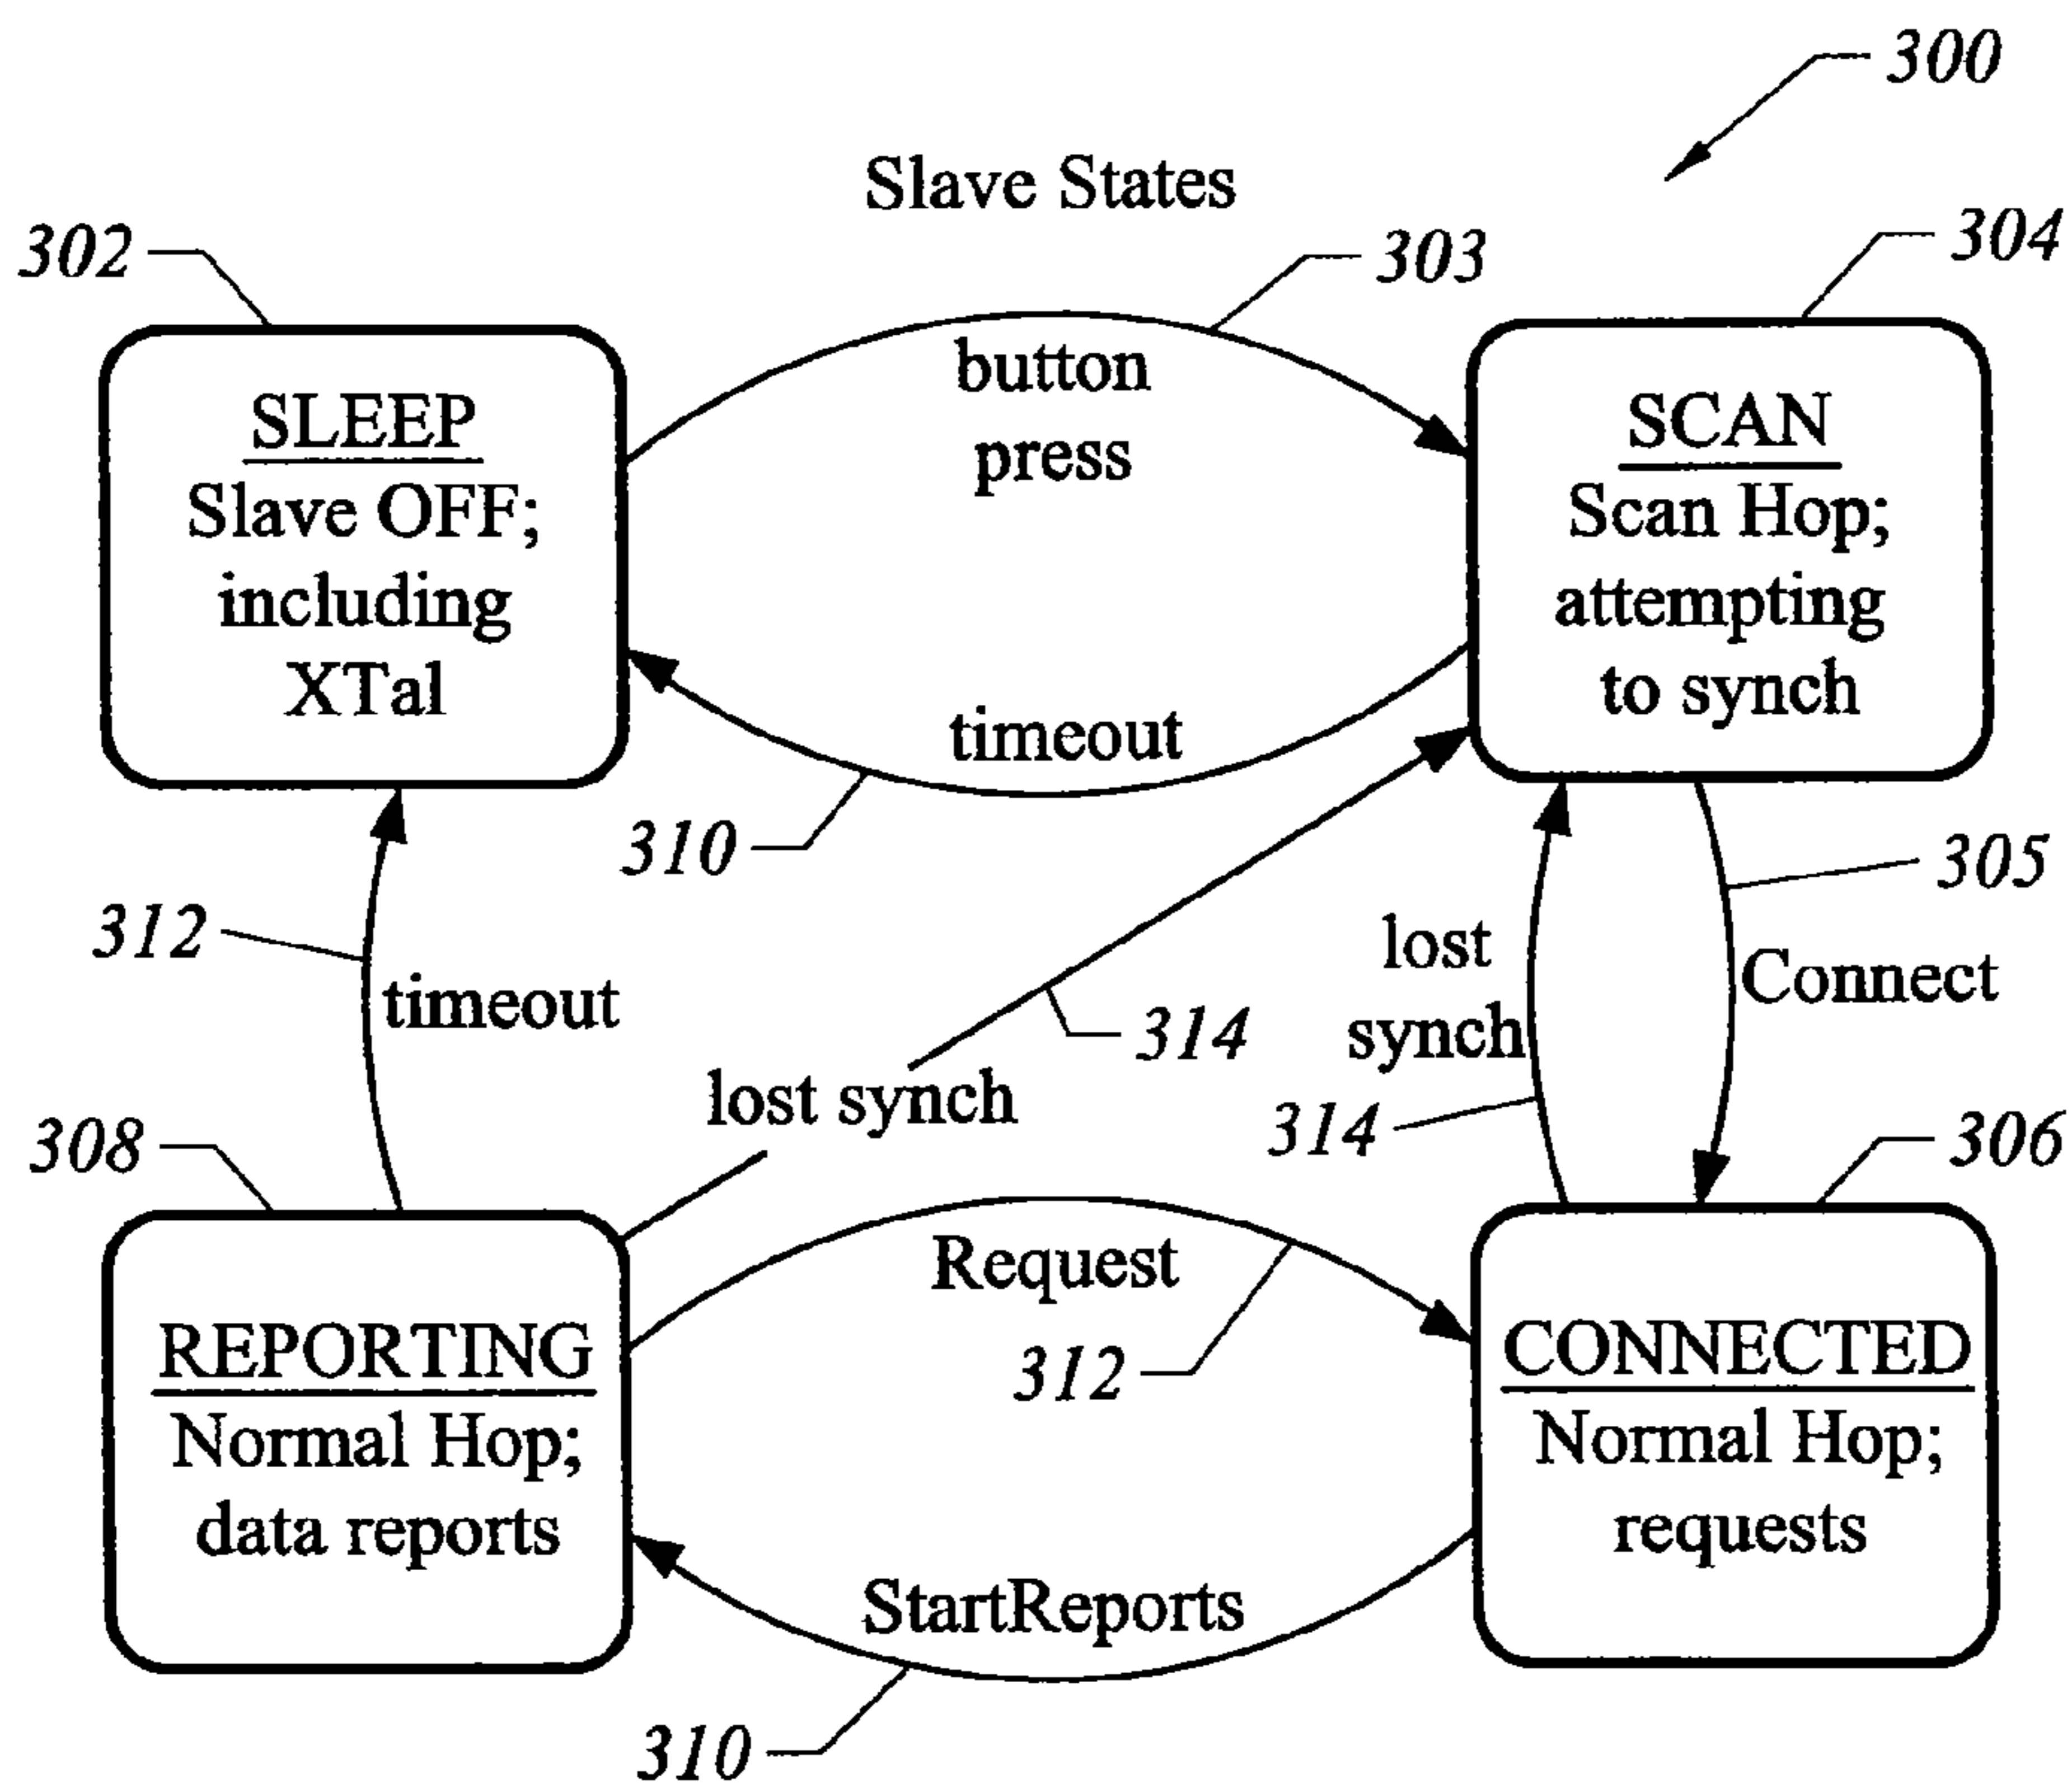 300
Slave States
302
303
304
SLEEP
Slave OFF;
including
XTal
button
press
SCAN
Scan Hop;
attempting
to synch
timeout
310
312
timeout
lost synch
314
lost
synch
314
305
Connect
308
306
REPORTING
Normal Hop;
data reports
Request
312
CONNECTED
Normal Hop;
requests
StartReports
310